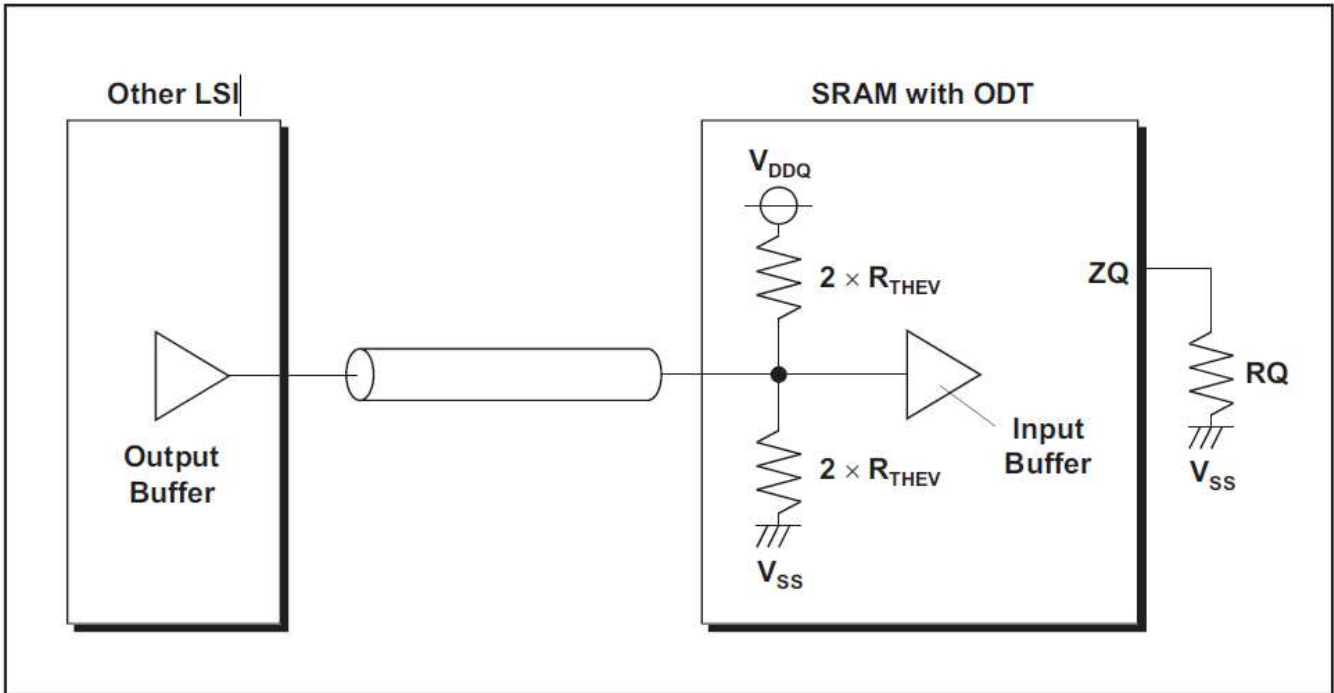 Other LSI
SRAM with ODT
VDDQ
2 × RTHEV
ZQ
RQ
VSS
Output
Buffer
Input
Buffer
2 × RTHEV
VSS